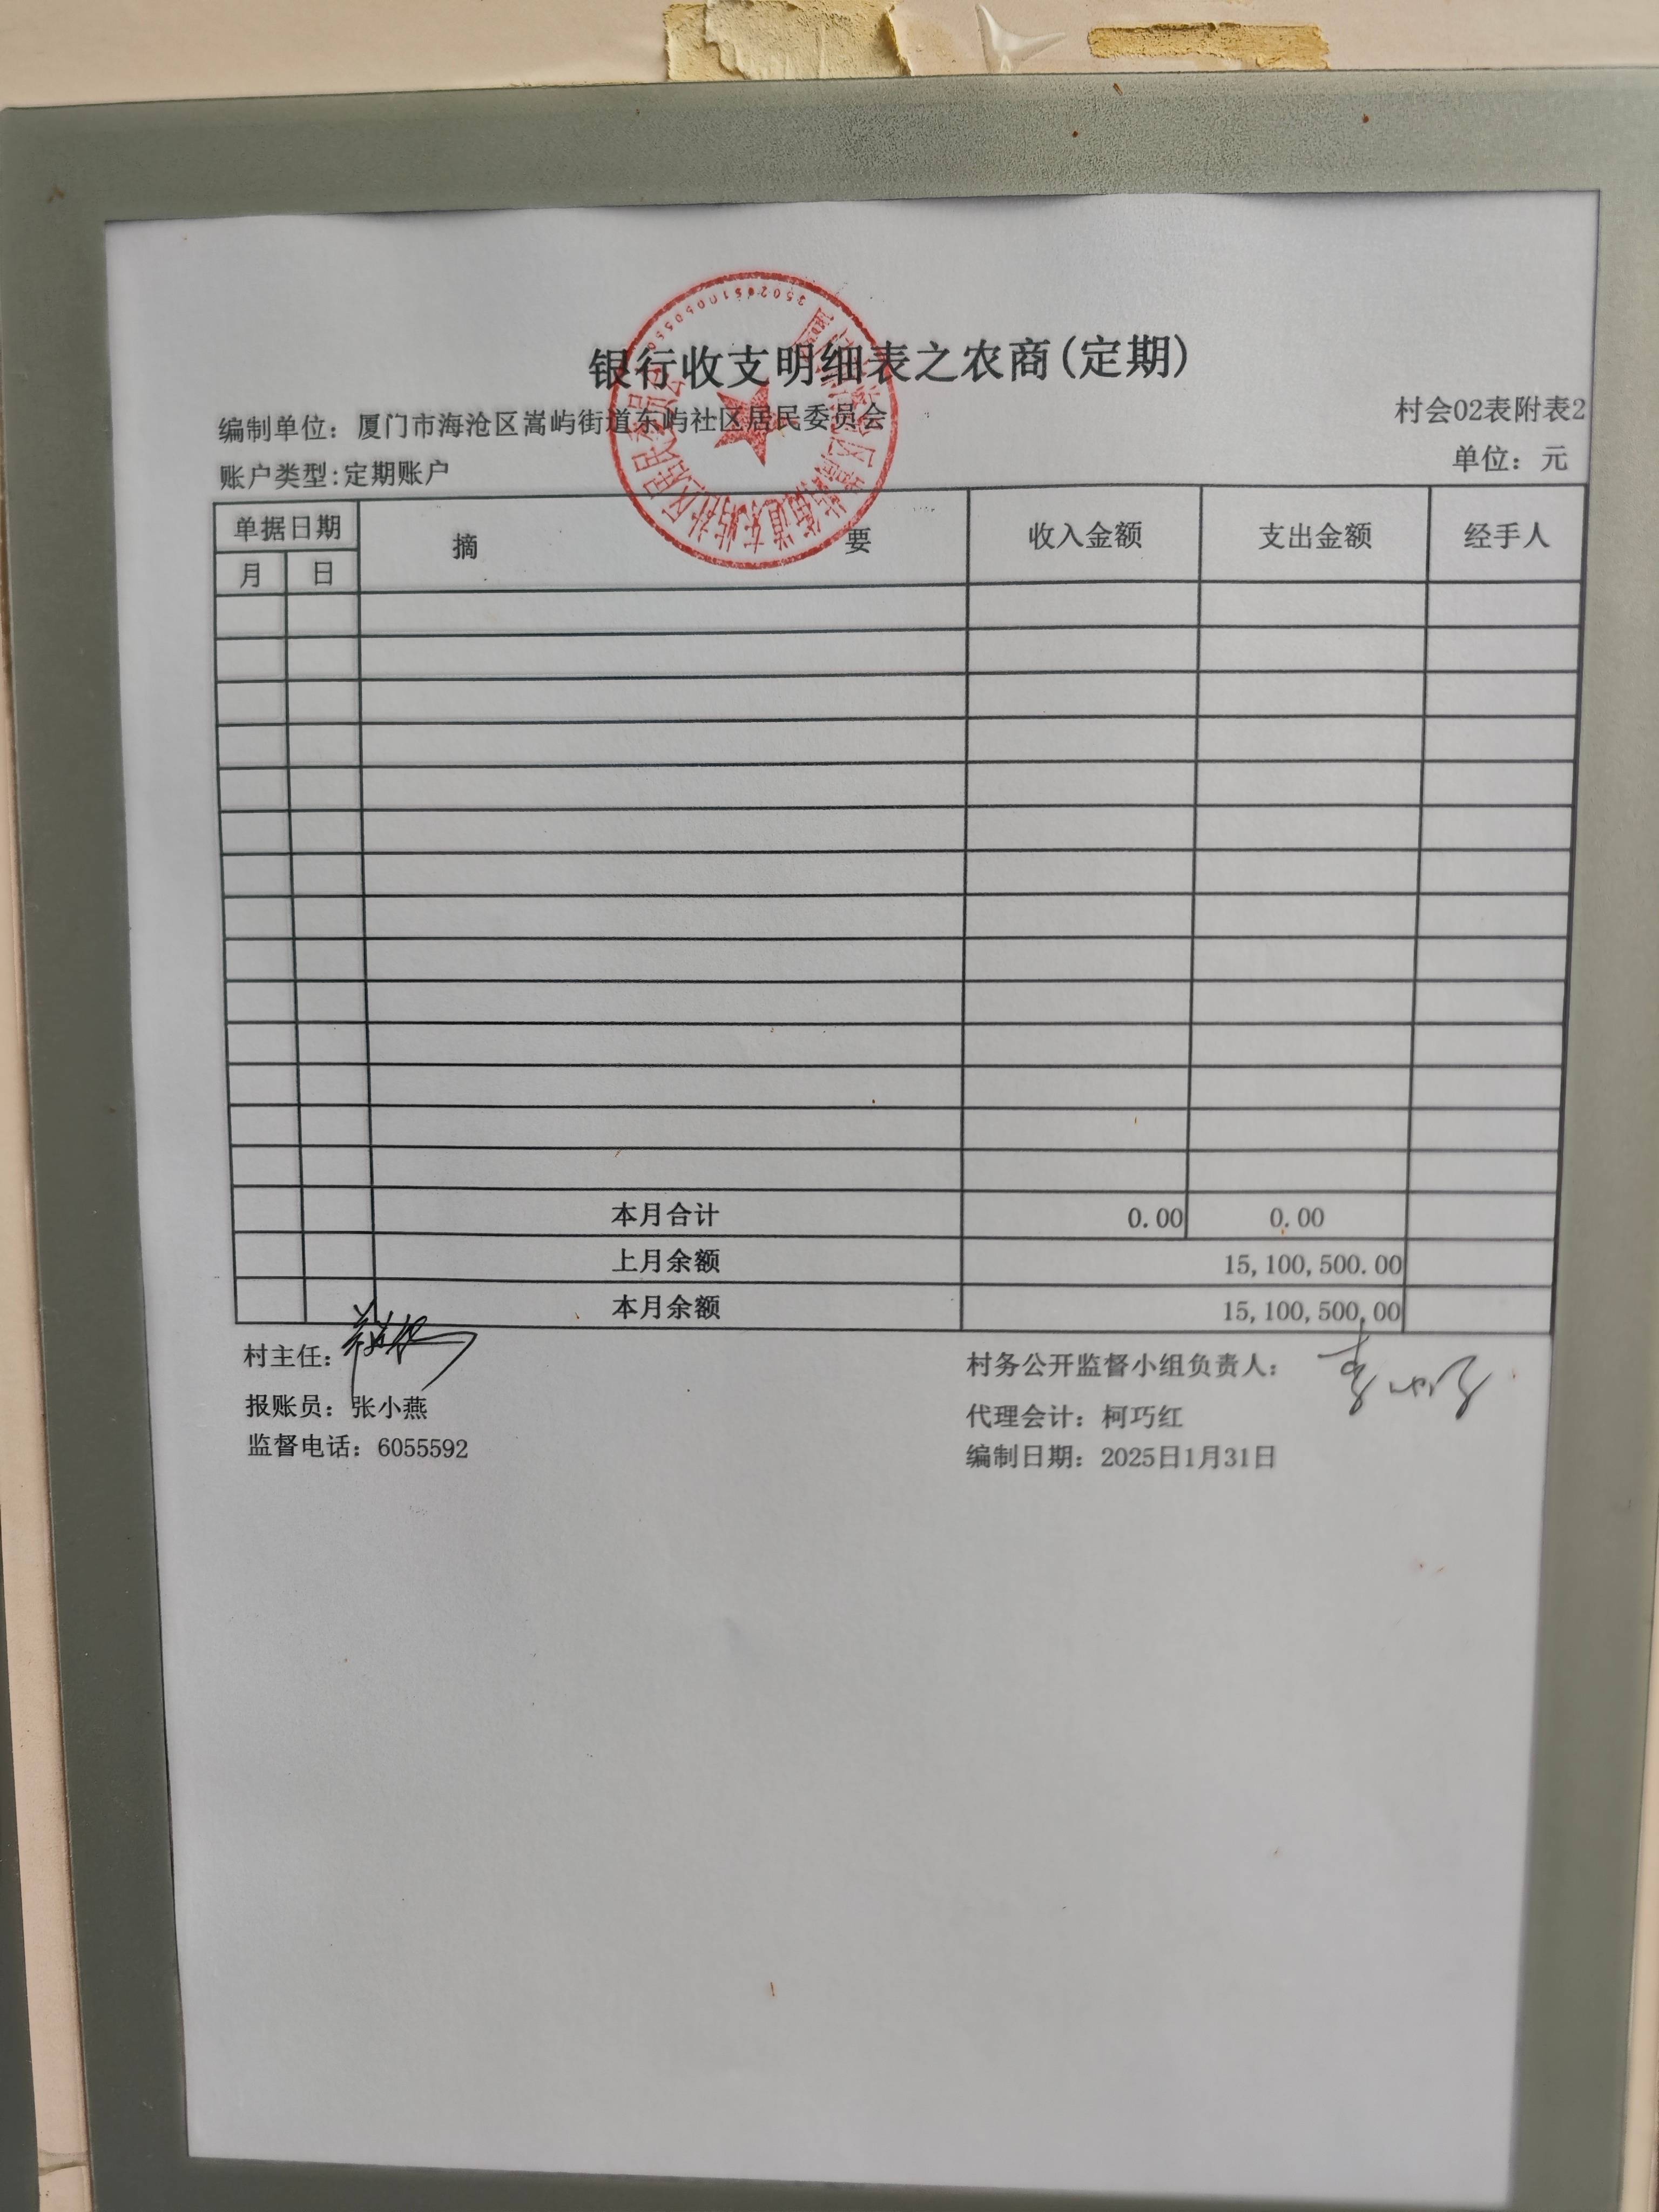 银行收支明细表之农商(定期)
编制单位：厦门市海沧区嵩屿街道东屿社区居民委员会
村会02表附表2
账户类型:定期账户
单位：元
单据日期 摘 要 收入金额 支出金额 经手人
月 日
本月合计 0.00 0.00
上月余额 15,100,500.00
本月余额 15,100,500.00
村主任：
村务公开监督小组负责人：
报账员：张小燕
代理会计：柯巧红
监督电话：6055592
编制日期：2025日1月31日